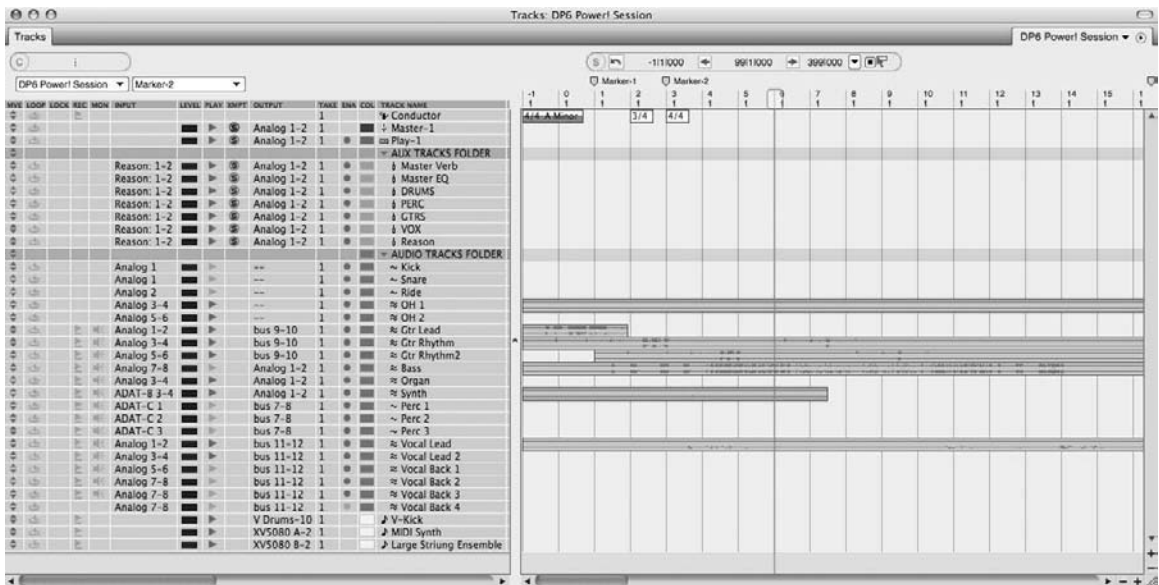 Tracks: DP6 Power! Session
Tracks
DP6 Power! Session
C
S -1|1|000 99|1|000 399|000
DP6 Power! Session Marker-2
Marker-1 Marker-2
-1 0 2 3 4 5 6 7 8 9 10 11 12 13 14 15 1
1 1 1 1 1 1 1 1 1 1 1 1 1 1 1 1
MVE LOOP LOCK REC MON INPUT LEVEL PLAY XMPT OUTPUT TAKE ENA COL TRACK NAME
1 Conductor 4/4 A Minor 3/4 4/4
S Analog 1-2 1 Master-1
S Analog 1-2 1 Play-1
AUX TRACKS FOLDER
Reason: 1-2 S Analog 1-2 1 Master Verb
Reason: 1-2 S Analog 1-2 1 Master EQ
Reason: 1-2 S Analog 1-2 1 DRUMS
Reason: 1-2 S Analog 1-2 1 PERC
Reason: 1-2 S Analog 1-2 1 GTRS
Reason: 1-2 S Analog 1-2 1 VOX
Reason: 1-2 S Analog 1-2 1 Reason
AUDIO TRACKS FOLDER
Analog 1 -- 1 Kick
Analog 1 -- 1 Snare
Analog 2 -- 1 Ride
Analog 3-4 -- 1 OH 1
Analog 5-6 -- 1 OH 2
Analog 1-2 bus 9-10 1 Gtr Lead
Analog 3-4 bus 9-10 1 Gtr Rhythm
Analog 5-6 bus 9-10 1 Gtr Rhythm2
Analog 7-8 Analog 1-2 1 Bass
Analog 3-4 Analog 1-2 1 Organ
ADAT-B 3-4 Analog 1-2 1 Synth
ADAT-C 1 bus 7-8 1 Perc 1
ADAT-C 2 bus 7-8 1 Perc 2
ADAT-C 3 bus 7-8 1 Perc 3
Analog 1-2 bus 11-12 1 Vocal Lead
Analog 3-4 bus 11-12 1 Vocal Lead 2
Analog 5-6 bus 11-12 1 Vocal Back 1
Analog 7-8 bus 11-12 1 Vocal Back 2
Analog 7-8 bus 11-12 1 Vocal Back 3
Analog 7-8 bus 11-12 1 Vocal Back 4
V Drums-10 1 V-Kick
XV5080 A-2 1 MIDI Synth
XV5080 B-2 1 Large Striung Ensemble